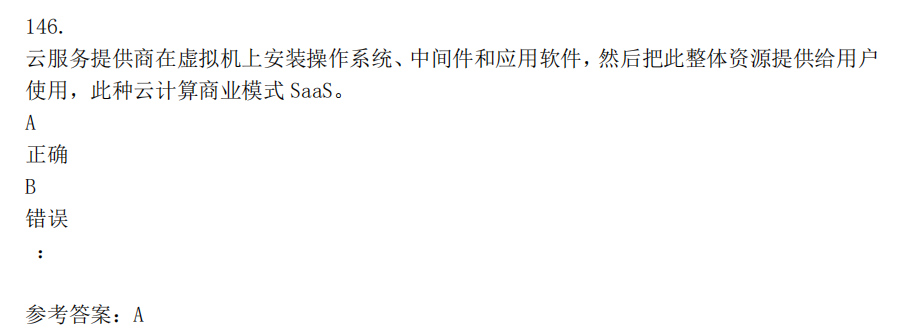 146.
云服务提供商在虚拟机上安装操作系统、中间件和应用软件，然后把此整体资源提供给用户
使用，此种云计算商业模式 SaaS。
A
正确
B
错误
：
参考答案：A